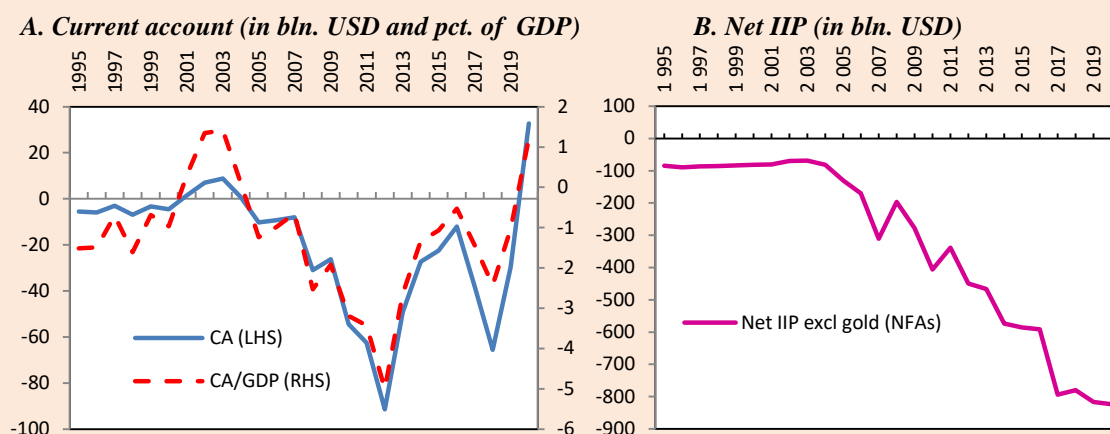 A. Current account (in bln. USD and pct. of GDP)
1995 1997 1999 2001 2003 2005 2007 2009 2011 2013 2015 2017 2019
40 20 0 -20 -40 -60 -80 -100
2 1 0 -1 -2 -3 -4 -5 -6
CA (LHS)
CA/GDP (RHS)
B. Net IIP (in bln. USD)
1 995 1 997 1 999 2 001 2 003 2 005 2 007 2 009 2 011 2 013 2 015 2 017 2 019
100 0 -100 -200 -300 -400 -500 -600 -700 -800 -900
Net IIP excl gold (NFAs)